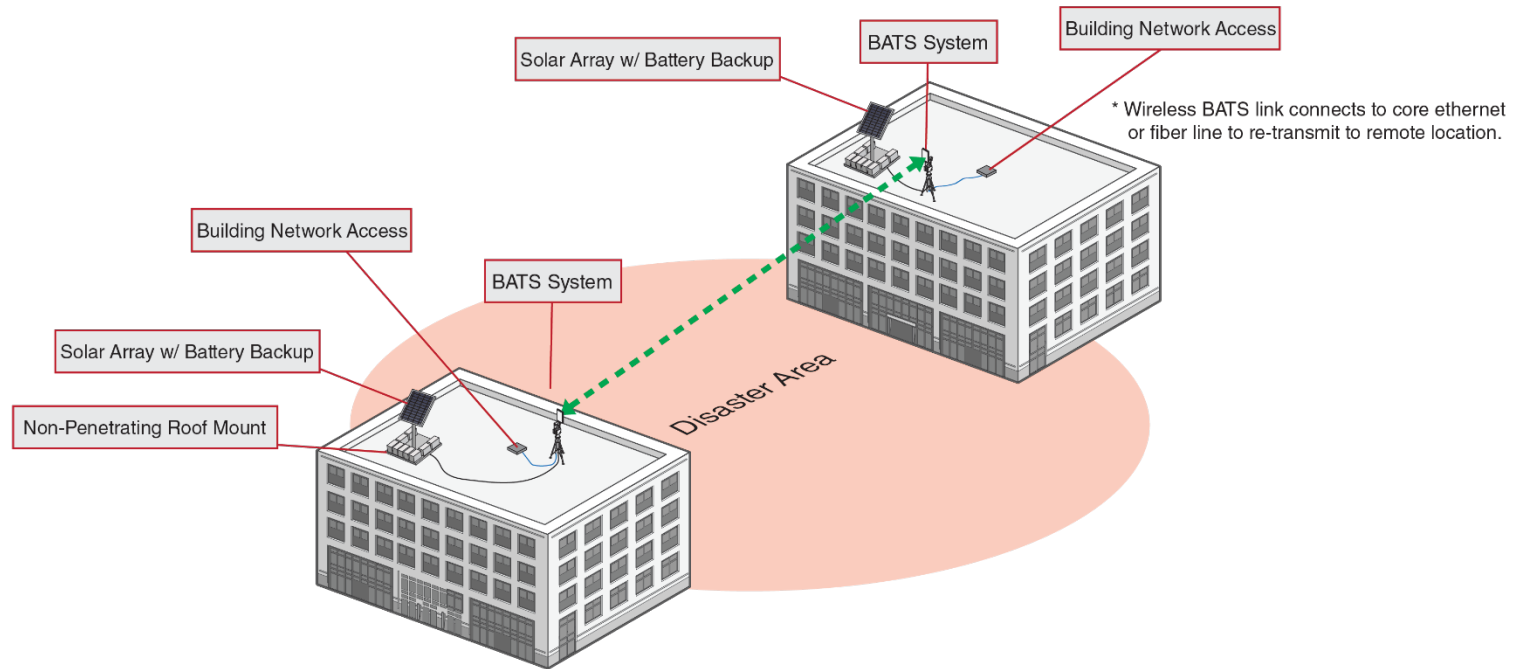 BATS System
Building Network Access
Solar Array w/ Battery Backup
* Wireless BATS link connects to core ethernet
or fiber line to re-transmit to remote location.
Building Network Access
BATS System
Solar Array w/ Battery Backup
Non-Penetrating Roof Mount
Disaster Area